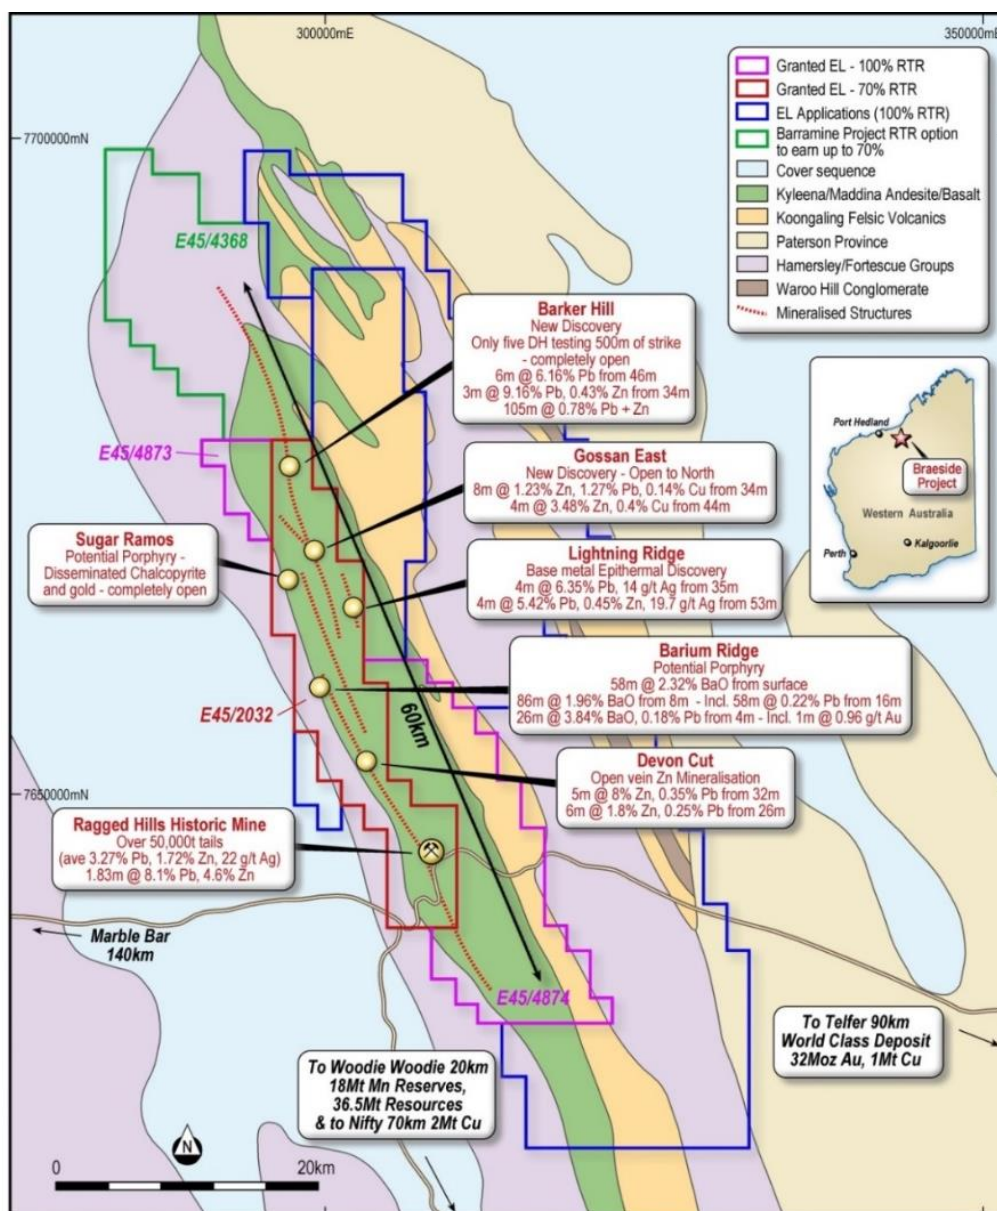 300000mE
350000mE
7700000mN
Granted EL - 100% RTR
Granted EL - 70% RTR
EL Applications (100% RTR)
Barramine Project RTR option
to earn up to 70%
Cover sequence
Kyleena/Maddina Andesite/Basalt
Koongaling Felsic Volcanics
Paterson Province
Hamersley/Fortescue Groups
Waroo Hill Conglomerate
Mineralised Structures
E45/4368
Barker Hill
New Discovery
Only five DH testing 500m of strike
- completely open
6m @ 6.16% Pb from 46m
3m @ 9.16% Pb, 0.43% Zn from 34m
105m @ 0.78% Pb + Zn
Port Hedland
Braeside
Project
Western Australia
Perth
Kalgoorlie
E45/4873
Gossan East
New Discovery - Open to North
8m @ 1.23% Zn, 1.27% Pb, 0.14% Cu from 34m
4m @ 3.48% Zn, 0.4% Cu from 44m
Sugar Ramos
Potential Porphyry -
Disseminated Chalcopyrite
and gold - completely open
Lightning Ridge
Base metal Epithermal Discovery
4m @ 6.35% Pb, 14 g/t Ag from 35m
4m @ 5.42% Pb, 0.45% Zn, 19.7 g/t Ag from 53m
Barium Ridge
Potential Porphyry
58m @ 2.32% BaO from surface
86m @ 1.96% BaO from 8m - Incl. 58m @ 0.22% Pb from 16m
26m @ 3.84% BaO, 0.18% Pb from 4m - Incl. 1m @ 0.96 g/t Au
E45/2032
60km
Devon Cut
Open vein Zn Mineralisation
5m @ 8% Zn, 0.35% Pb from 32m
6m @ 1.8% Zn, 0.25% Pb from 26m
7650000mN
Ragged Hills Historic Mine
Over 50,000t tails
(ave 3.27% Pb, 1.72% Zn, 22 g/t Ag)
1.83m @ 8.1% Pb, 4.6% Zn
Marble Bar
140km
E45/4874
To Telfer 90km
World Class Deposit
32Moz Au, 1Mt Cu
To Woodie Woodie 20km
18Mt Mn Reserves,
36.5Mt Resources
& to Nifty 70km 2Mt Cu
N
0
20km